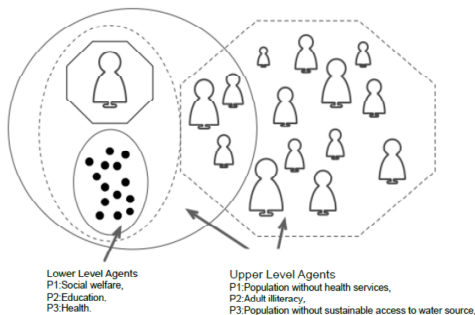 Lower Level Agents
P1:Social welfare,
P2:Education.
P3:Health.
Upper Level Agents
P1:Population without health services,
P2:Adult illiteracy,
P3:Population without sustainable access to water source,